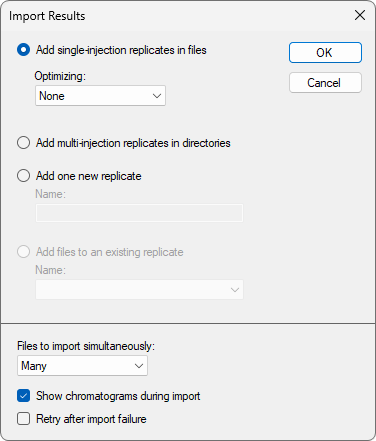 Import Results
Add single-injection replicates in files
OK
Optimizing:
Cancel
None
Add multi-injection replicates in directories
Add one new replicate
Name:
Add files to an existing replicate
Name:
Files to import simultaneously:
Many
Show chromatograms during import
Retry after import failure